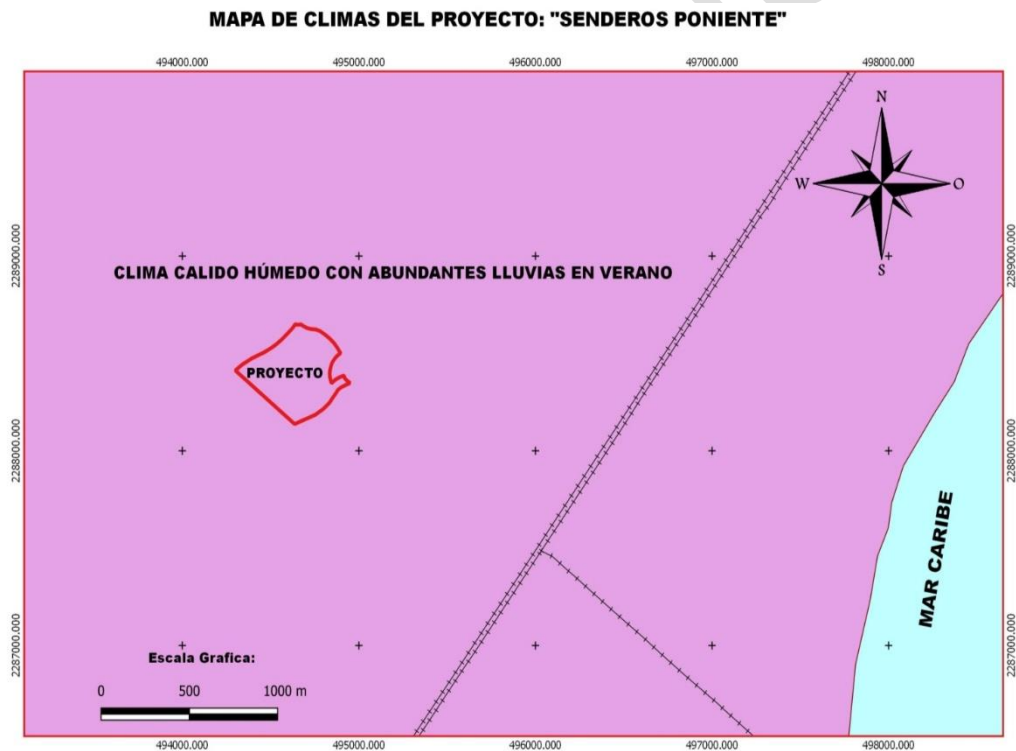 MAPA DE CLIMAS DEL PROYECTO: "SENDEROS PONIENTE"
494000.000 495000.000 496000.000 497000.000 498000.000
N
W O
S
2289000.000 2289000.000
CLIMA CALIDO HÚMEDO CON ABUNDANTES LLUVIAS EN VERANO
PROYECTO
2288000.000 2288000.000
MAR CARIBE
2287000.000 2287000.000
Escala Grafica:
0 500 1000 m
494000.000 495000.000 496000.000 497000.000 498000.000